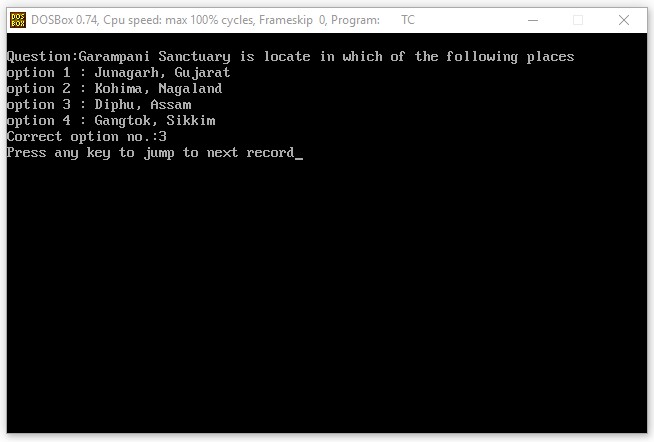 DOSBox 0.74, Cpu speed: max 100% cycles, Frameskip 0, Program: TC
Question:Garampani Sanctuary is locate in which of the following places
option 1 : Junagarh, Gujarat
option 2 : Kohima, Nagaland
option 3 : Diphu, Assam
option 4 : Gangtok, Sikkim
Correct option no.:3
Press any key to jump to next record_